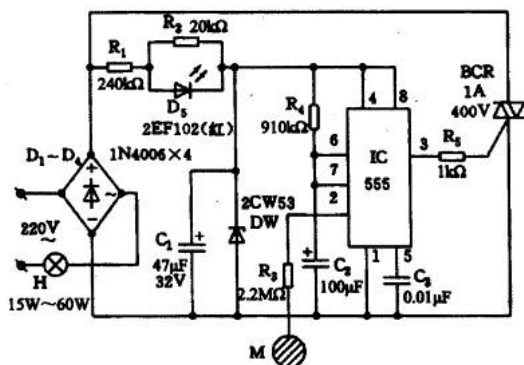 R₂ 20kΩ
R₁
240kΩ
D₅
2EF102(红)
BCR
1A
400V
R₄
910kΩ
4
8
6
7
2
3
IC
555
R₅
1kΩ
D₁~D₄
1N4006×4
+
~
−
220V
~
H
15W~60W
C₁
+
47μF
32V
2CW53
DW
R₃
2.2MΩ
+
C₂
100μF
1
5
C₃
0.01μF
M